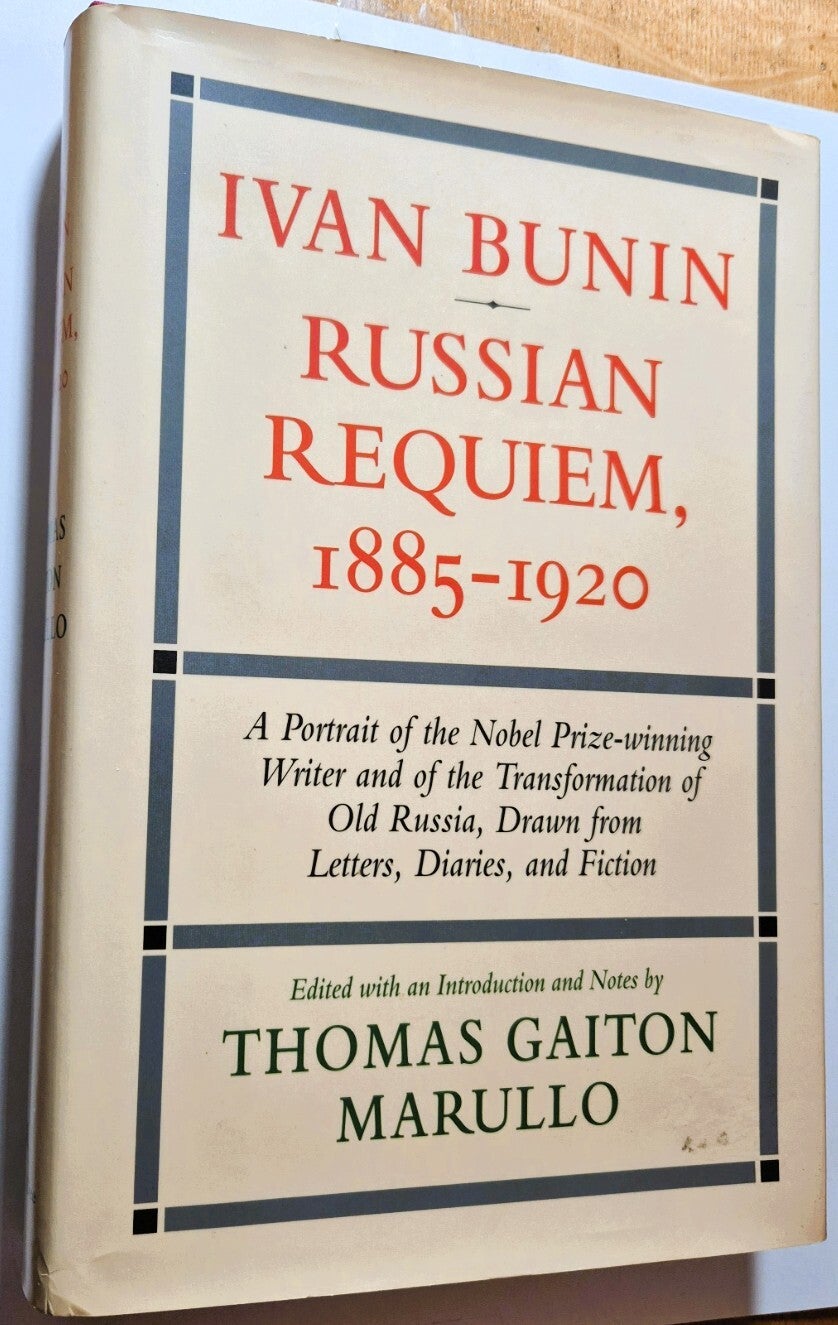 IVAN BUNIN
RUSSIAN
REQUIEM,
1885-1920
A Portrait of the Nobel Prize-winning
Writer and of the Transformation of
Old Russia, Drawn from
Letters, Diaries, and Fiction
Edited with an Introduction and Notes by
THOMAS GAITON
MARULLO